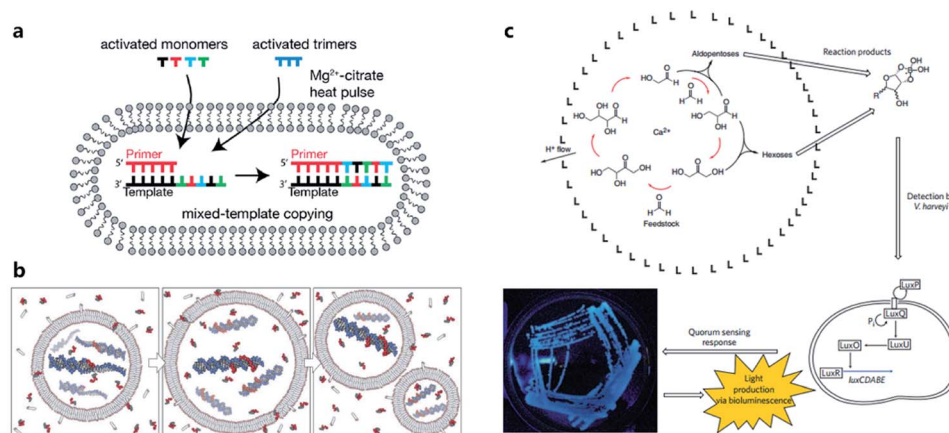 a
activated monomers
activated trimers
Mg²⁺-citrate
heat pulse
Primer
5′
3′
Template
Primer
5′
3′
Template
mixed-template copying
b
c
L L L L L L L L L L L L L L L L L L L L L L L L L L L L L L L L L L L L
Aldopentoses
Reaction products
Ca²⁺
H⁺ flow
Hexoses
Feedstock
Detection b
V. harveyi
LuxP
LuxQ
Pᵢ
LuxO
LuxU
LuxR
luxCDABE
Quorum sensing
response
Light
production
via bioluminescence